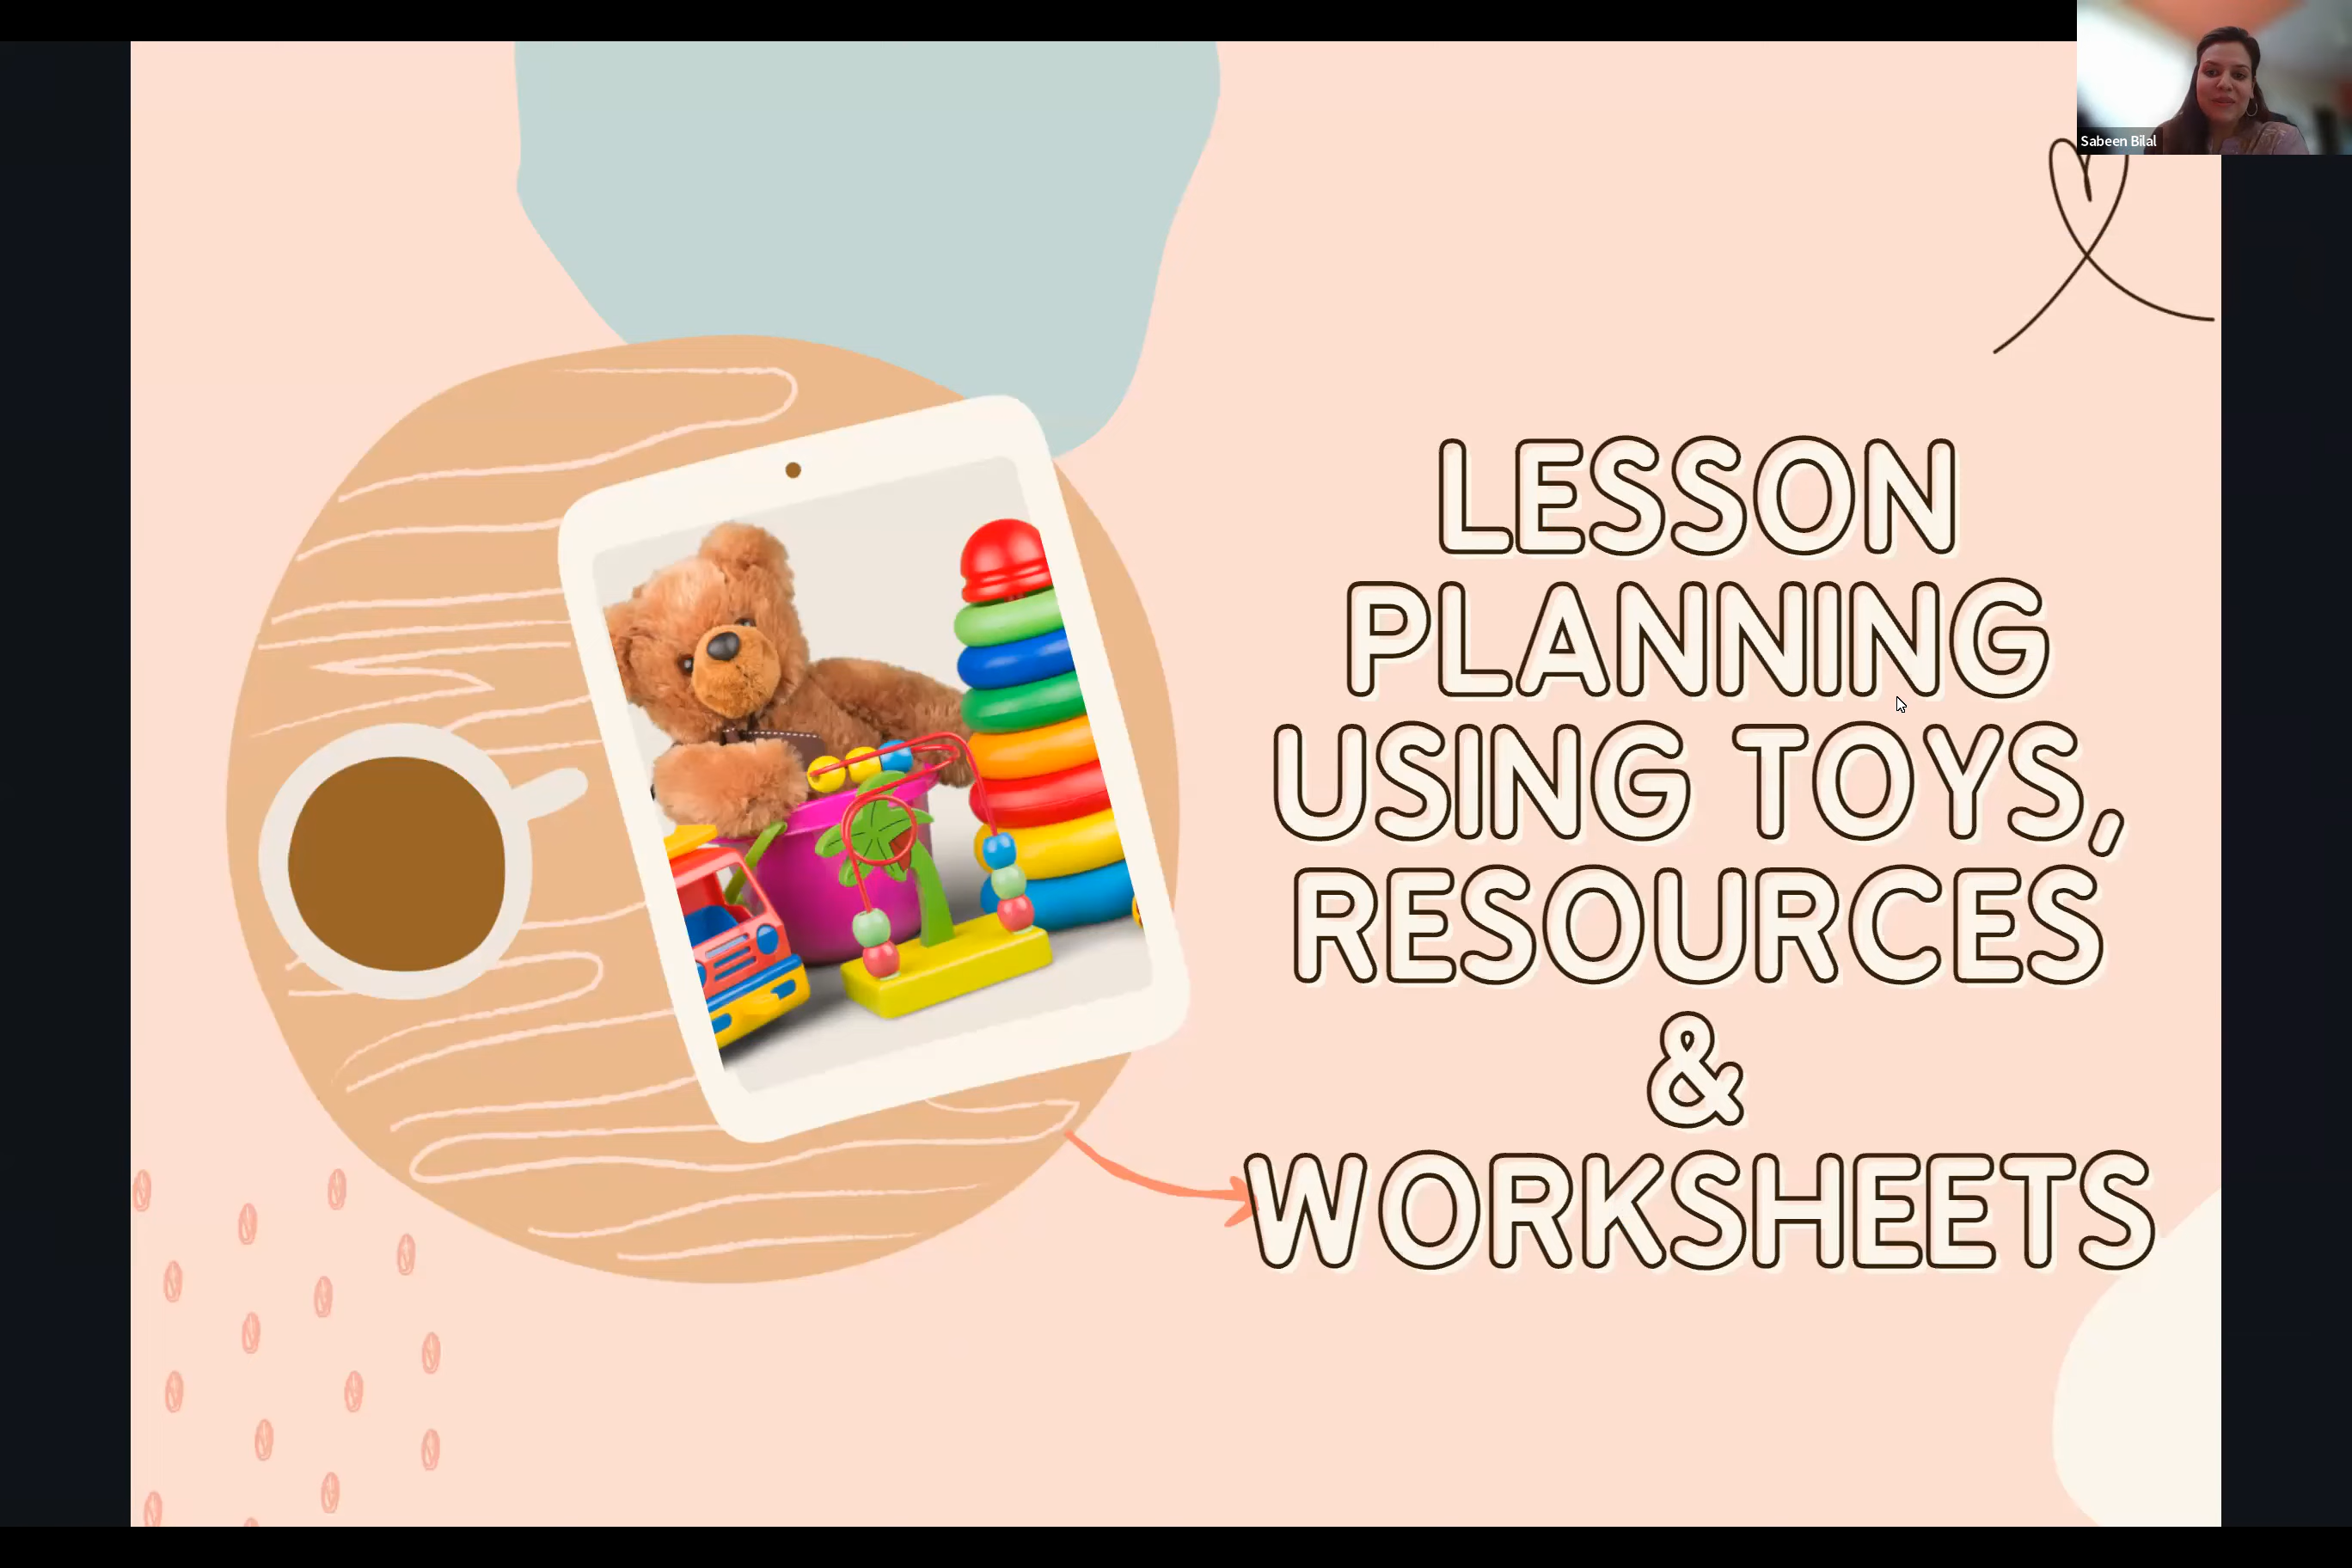 Sabeen Bilal
LESSON
PLANNING
USING TOYS,
RESOURCES
&
WORKSHEETS